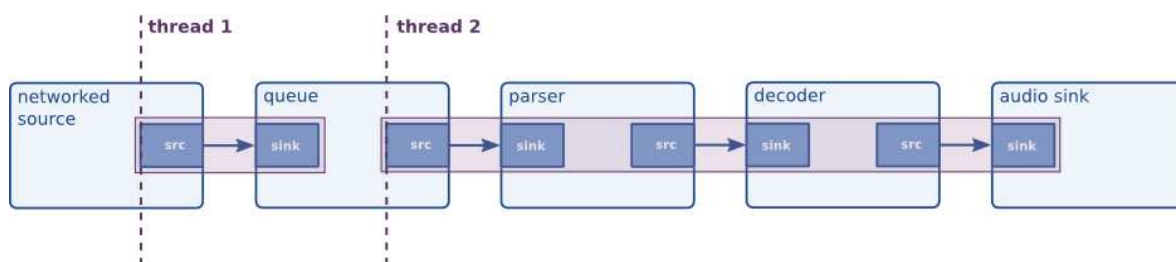 thread 1
thread 2
networked
source
queue
parser
decoder
audio sink
src
sink
src
sink
src
sink
src
sink